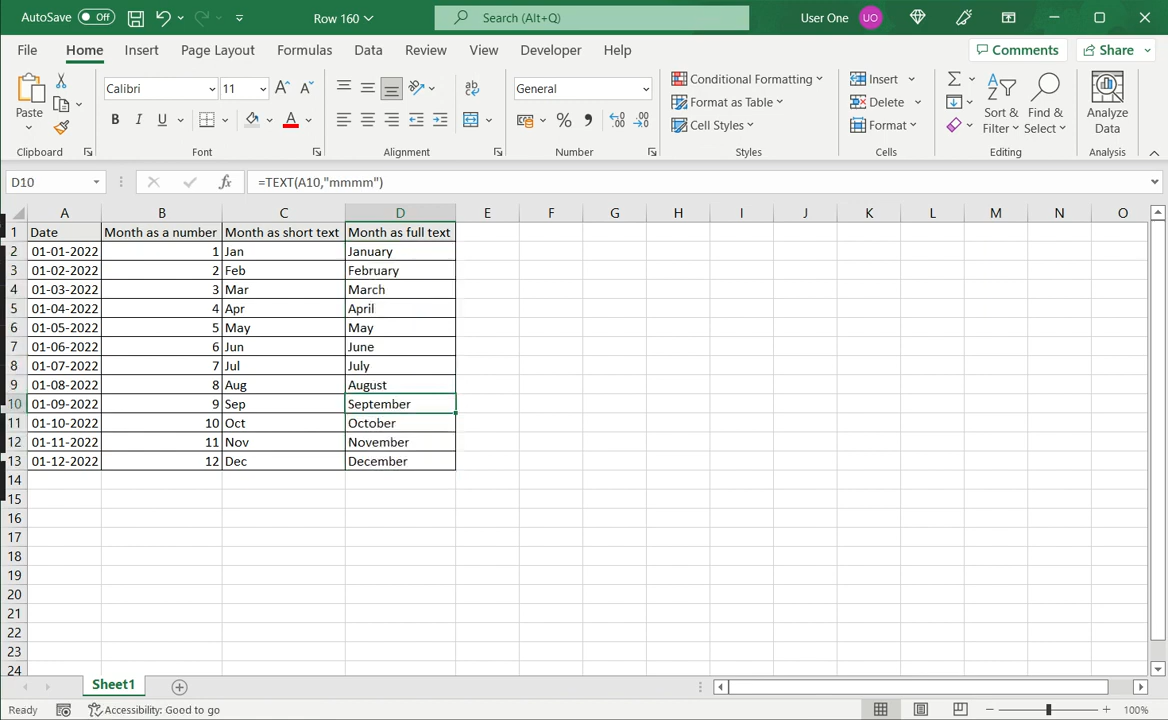 AutoSave Off Row 160 Search (Alt+Q) User One UO
File Home Insert Page Layout Formulas Data Review View Developer Help Comments Share
Paste Calibri 11 ab General Conditional Formatting Insert Sort & Filter Find & Select Analyze Data
Format as Table Delete
B I U A Cell Styles Format
Clipboard Font Alignment Number Styles Cells Editing Analysis
D10 fx =TEXT(A10,"mmmm")
A B C D E F G H I J K L M N O
1 Date Month as a number Month as short text Month as full text
2 01-01-2022 1 Jan January
3 01-02-2022 2 Feb February
4 01-03-2022 3 Mar March
5 01-04-2022 4 Apr April
6 01-05-2022 5 May May
7 01-06-2022 6 Jun June
8 01-07-2022 7 Jul July
9 01-08-2022 8 Aug August
10 01-09-2022 9 Sep September
11 01-10-2022 10 Oct October
12 01-11-2022 11 Nov November
13 01-12-2022 12 Dec December
14
15
16
17
18
19
20
21
22
23
24
Sheet1
Ready Accessibility: Good to go 100%